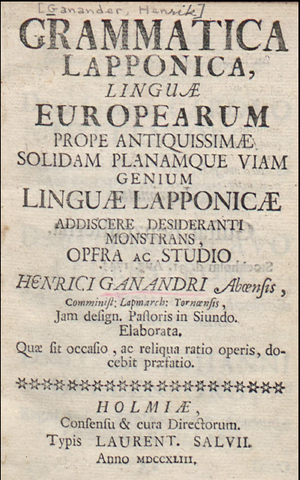 [Ganander, Henrik]
GRAMMATICA
LAPPONICA,
LINGUÆ
EUROPEARUM
PROPE ANTIQUISSIMÆ
SOLIDAM PLANAMQUE VIAM
GENIUM
LINGUÆ LAPPONICÆ
ADDISCERE DESIDERANTI
MONSTRANS,
OPERA AC STUDIO
HENRICI GANANDRI Aboensis,
Comminist; Lapmarch: Tornoensis,
Jam design. Pastoris in Siundo.
Elaborata.
Quæ sit occasio, ac reliqua ratio operis, do-
cebit præfatio.
HOLMIÆ,
Consensu & cura Directorum.
Typis LAURENT. SALVII.
Anno MDCCXLIII.